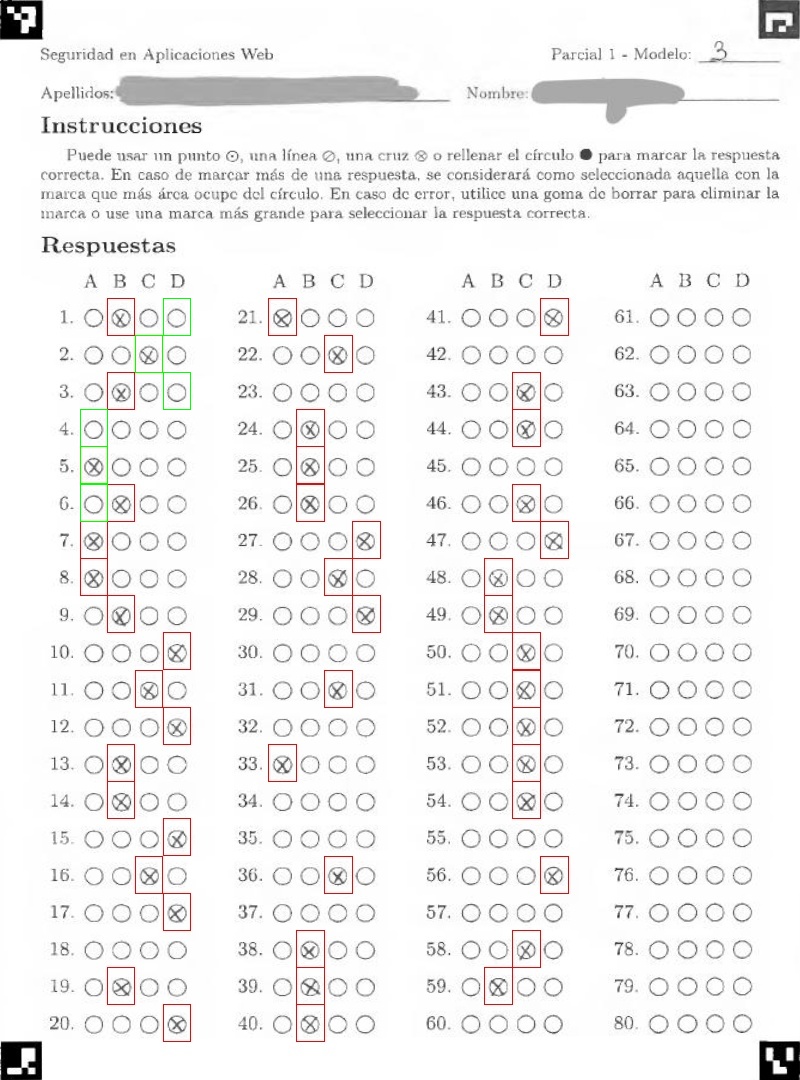 Seguridad en Aplicaciones Web
Parcial 1 - Modelo: 3
Apellidos:
Nombre:
Instrucciones
Puede usar un punto ⊙, una línea ⊘, una cruz ⊗ o rellenar el círculo ● para marcar la respuesta
correcta. En caso de marcar más de una respuesta, se considerará como seleccionada aquella con la
marca que más área ocupe del círculo. En caso de error, utilice una goma de borrar para eliminar la
marca o use una marca más grande para seleccionar la respuesta correcta.
Respuestas
A B C D A B C D A B C D A B C D
1. 21. 41. 61.
2. 22. 42. 62.
3. 23. 43. 63.
4. 24. 44. 64.
5. 25. 45. 65.
6. 26. 46. 66.
7. 27. 47. 67.
8. 28. 48. 68.
9. 29. 49. 69.
10. 30. 50. 70.
11. 31. 51. 71.
12. 32. 52. 72.
13. 33. 53. 73.
14. 34. 54. 74.
15. 35. 55. 75.
16. 36. 56. 76.
17. 37. 57. 77.
18. 38. 58. 78.
19. 39. 59. 79.
20. 40. 60. 80.